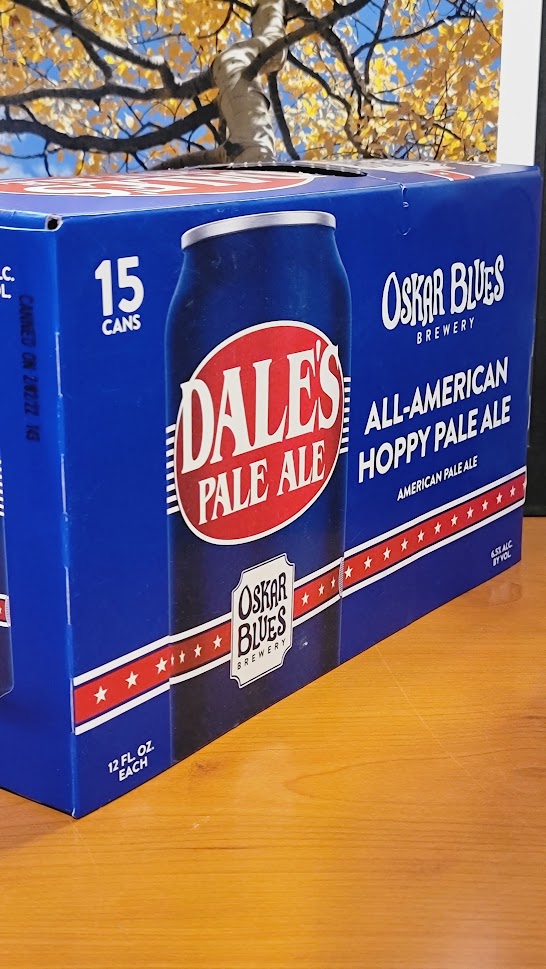 15
CANS
DALE'S
PALE ALE
OSKAR
BLUES
BREWERY
12 FL. OZ.
EACH
OSKAR BLUES
BREWERY
ALL-AMERICAN
HOPPY PALE ALE
AMERICAN PALE ALE
6.5% ALC.
BY VOL.